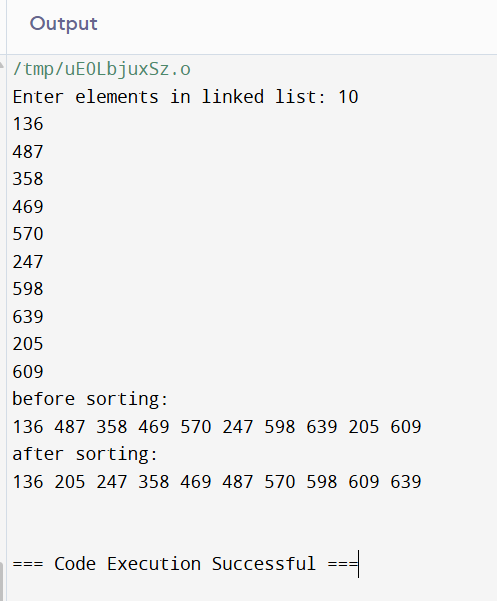 Output
/tmp/uEOLbjuxSz.o
Enter elements in linked list: 10
136
487
358
469
570
247
598
639
205
609
before sorting:
136 487 358 469 570 247 598 639 205 609
after sorting:
136 205 247 358 469 487 570 598 609 639
=== Code Execution Successful ===